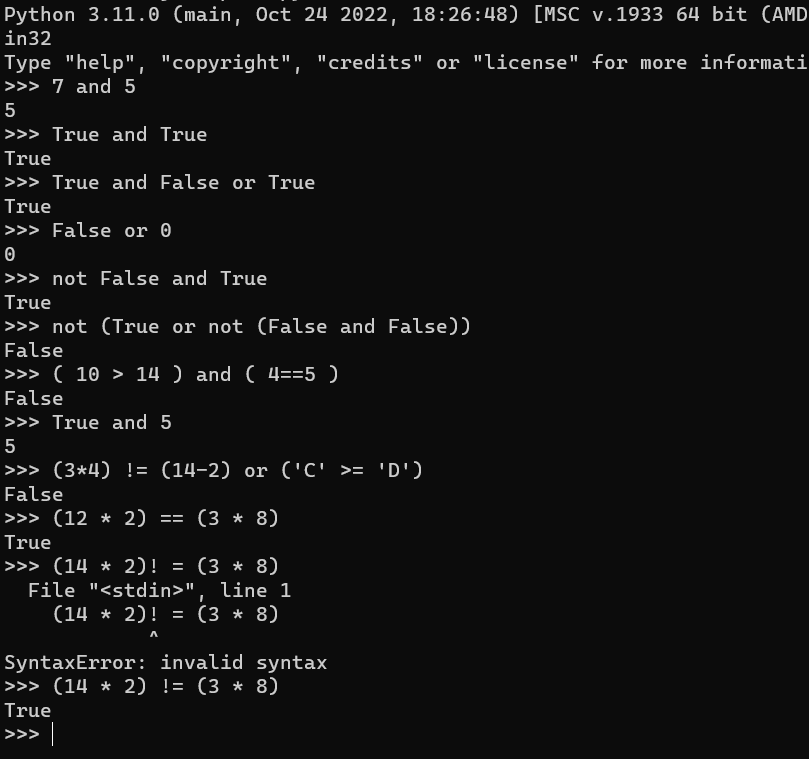 Python 3.11.0 (main, Oct 24 2022, 18:26:48) [MSC v.1933 64 bit (AMD
in32
Type "help", "copyright", "credits" or "license" for more informati
>>> 7 and 5
5
>>> True and True
True
>>> True and False or True
True
>>> False or 0
0
>>> not False and True
True
>>> not (True or not (False and False))
False
>>> ( 10 > 14 ) and ( 4==5 )
False
>>> True and 5
5
>>> (3*4) != (14-2) or ('C' >= 'D')
False
>>> (12 * 2) == (3 * 8)
True
>>> (14 * 2)! = (3 * 8)
  File "<stdin>", line 1
    (14 * 2)! = (3 * 8)
            ^
SyntaxError: invalid syntax
>>> (14 * 2) != (3 * 8)
True
>>>